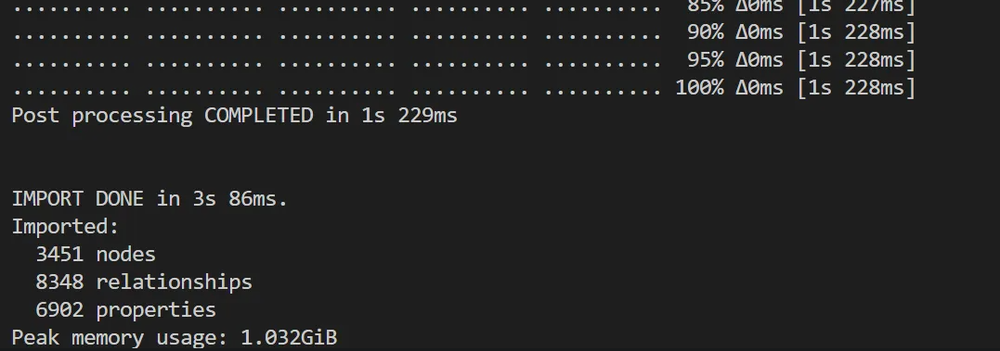 .......... .......... .......... .......... ..........  85% Δ0ms [1s 227ms]
.......... .......... .......... .......... ..........  90% Δ0ms [1s 228ms]
.......... .......... .......... .......... ..........  95% Δ0ms [1s 228ms]
.......... .......... .......... .......... .......... 100% Δ0ms [1s 228ms]
Post processing COMPLETED in 1s 229ms
IMPORT DONE in 3s 86ms.
Imported:
  3451 nodes
  8348 relationships
  6902 properties
Peak memory usage: 1.032GiB